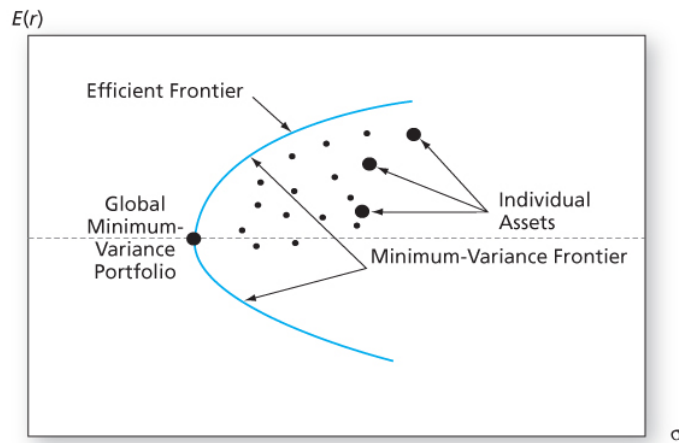 E(r)
Efficient Frontier
Global
Minimum-
Variance
Portfolio
Individual
Assets
Minimum-Variance Frontier
σ